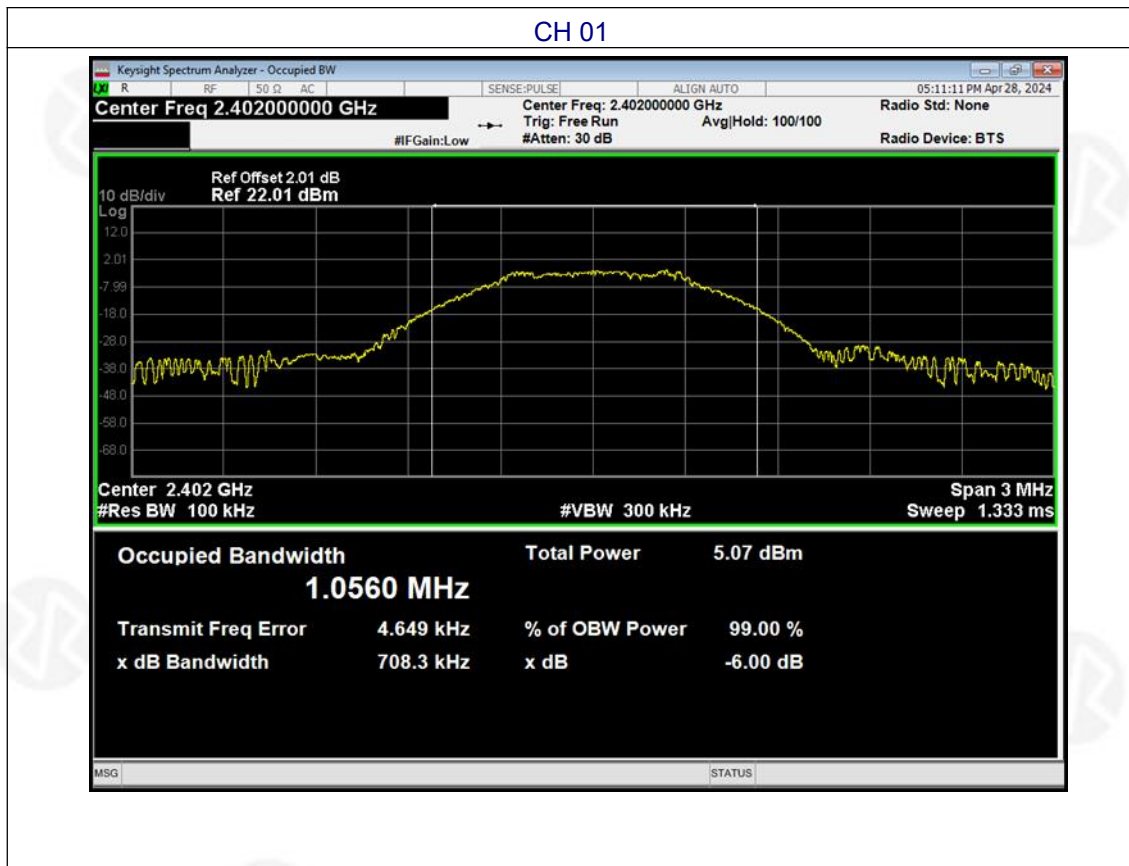 CH 01
Keysight Spectrum Analyzer - Occupied BW
LXI R RF 50 Ω AC SENSE:PULSE ALIGN AUTO 05:11:11 PM Apr 28, 2024
Center Freq 2.402000000 GHz Center Freq: 2.402000000 GHz Radio Std: None
Trig: Free Run Avg|Hold: 100/100
#IFGain:Low #Atten: 30 dB Radio Device: BTS
Ref Offset 2.01 dB
10 dB/div Ref 22.01 dBm
Log
12.0
2.01
-7.99
-18.0
-28.0
-38.0
-48.0
-58.0
-68.0
Center 2.402 GHz Span 3 MHz
#Res BW 100 kHz #VBW 300 kHz Sweep 1.333 ms
Occupied Bandwidth Total Power 5.07 dBm
1.0560 MHz
Transmit Freq Error 4.649 kHz % of OBW Power 99.00 %
x dB Bandwidth 708.3 kHz x dB -6.00 dB
MSG STATUS